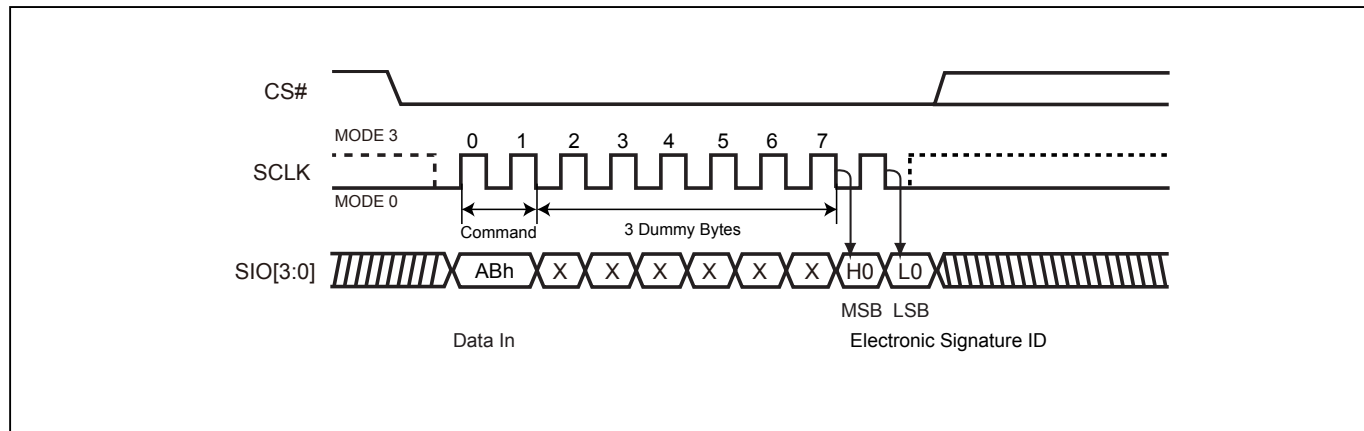 CS#
MODE 3
0 1 2 3 4 5 6 7
SCLK
MODE 0
Command
3 Dummy Bytes
SIO[3:0]
ABh X X X X X X H0 L0
MSB LSB
Data In
Electronic Signature ID